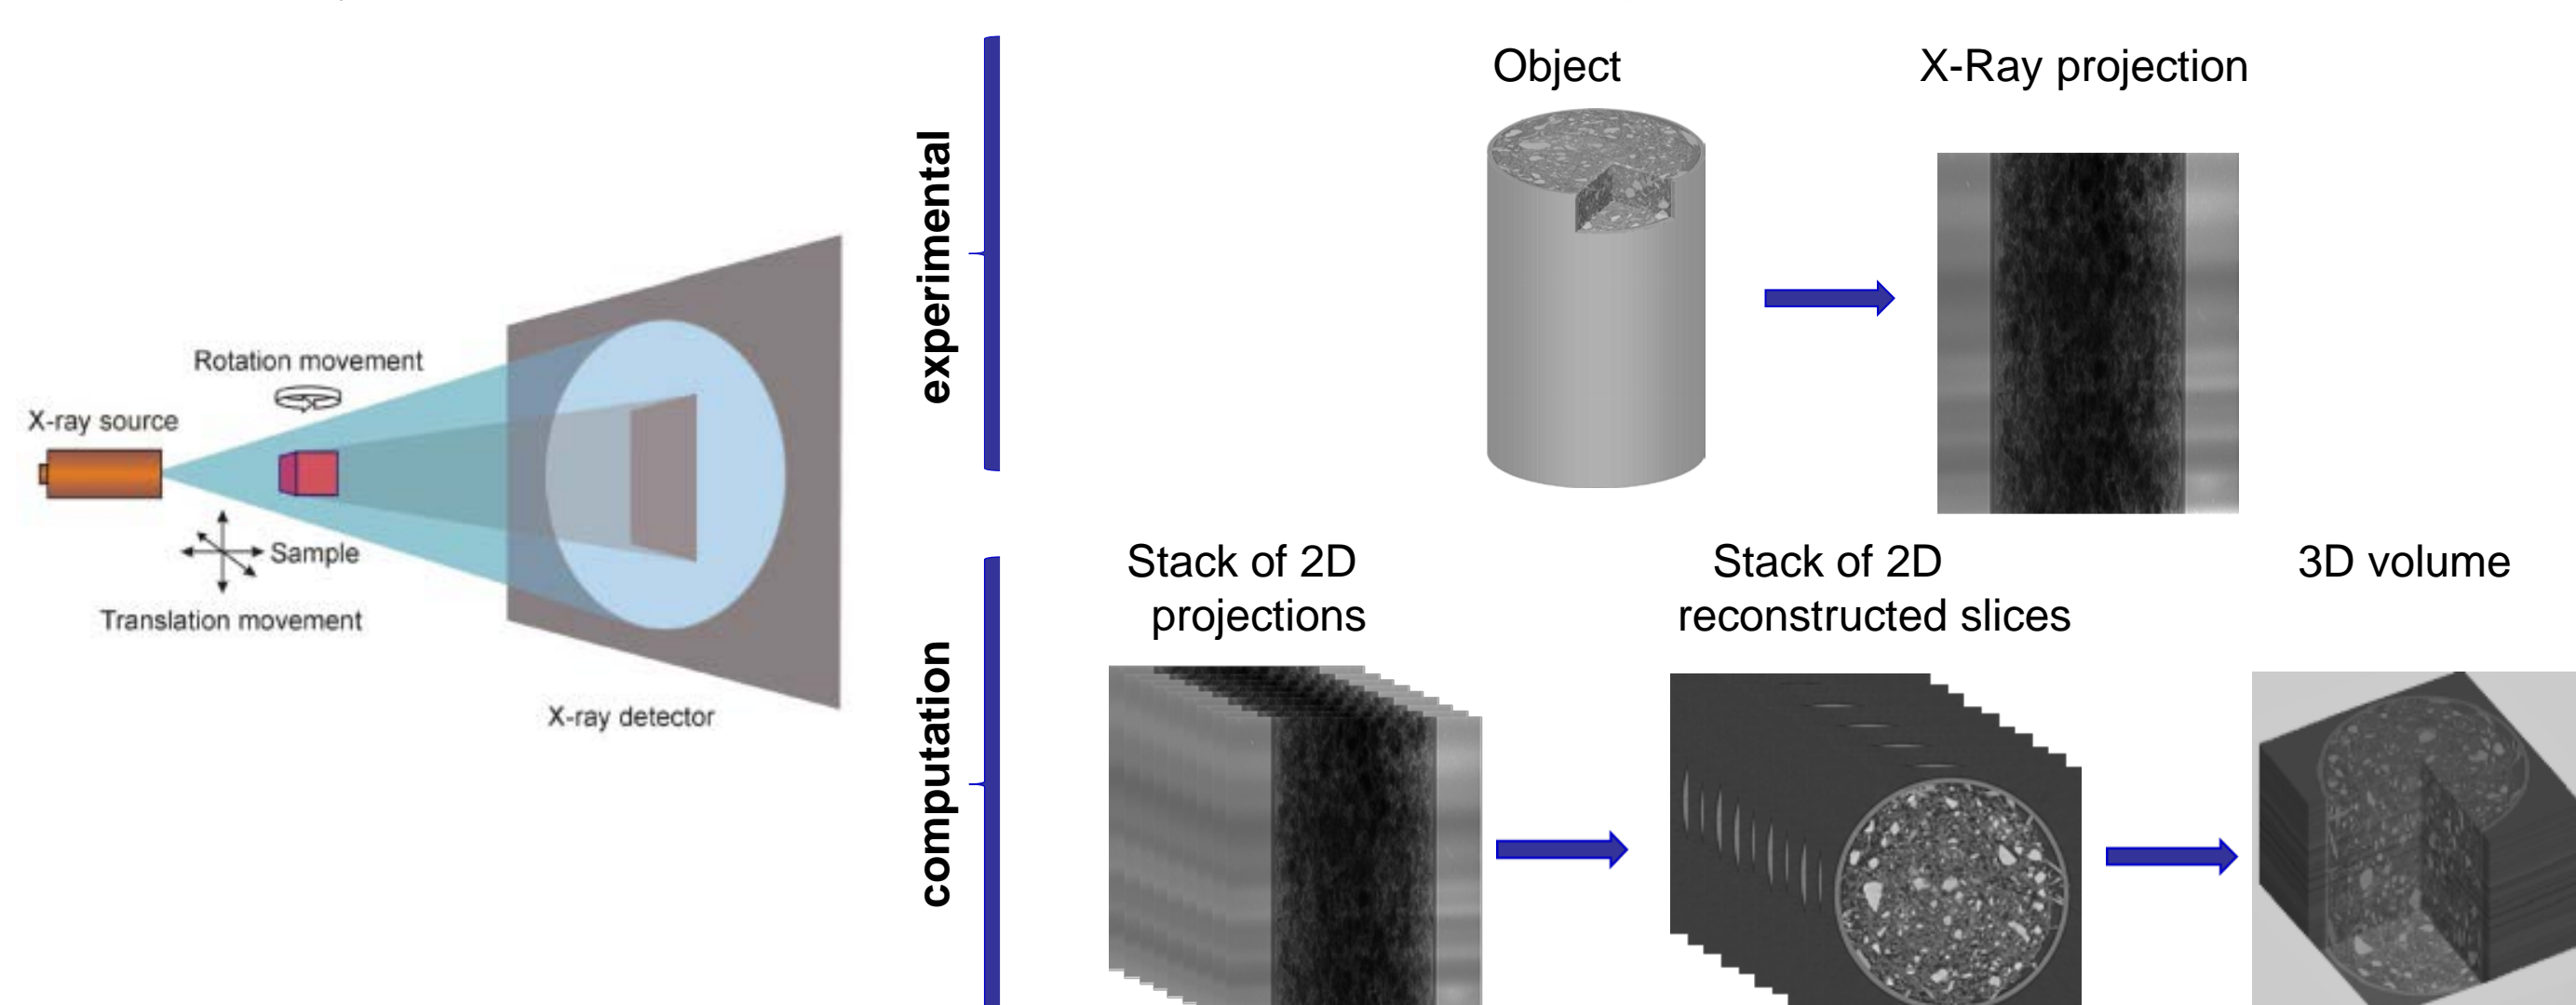 Rotation movement
X-ray source
Sample
Translation movement
X-ray detector
experimental
Object
X-Ray projection
computation
Stack of 2D
projections
Stack of 2D
reconstructed slices
3D volume